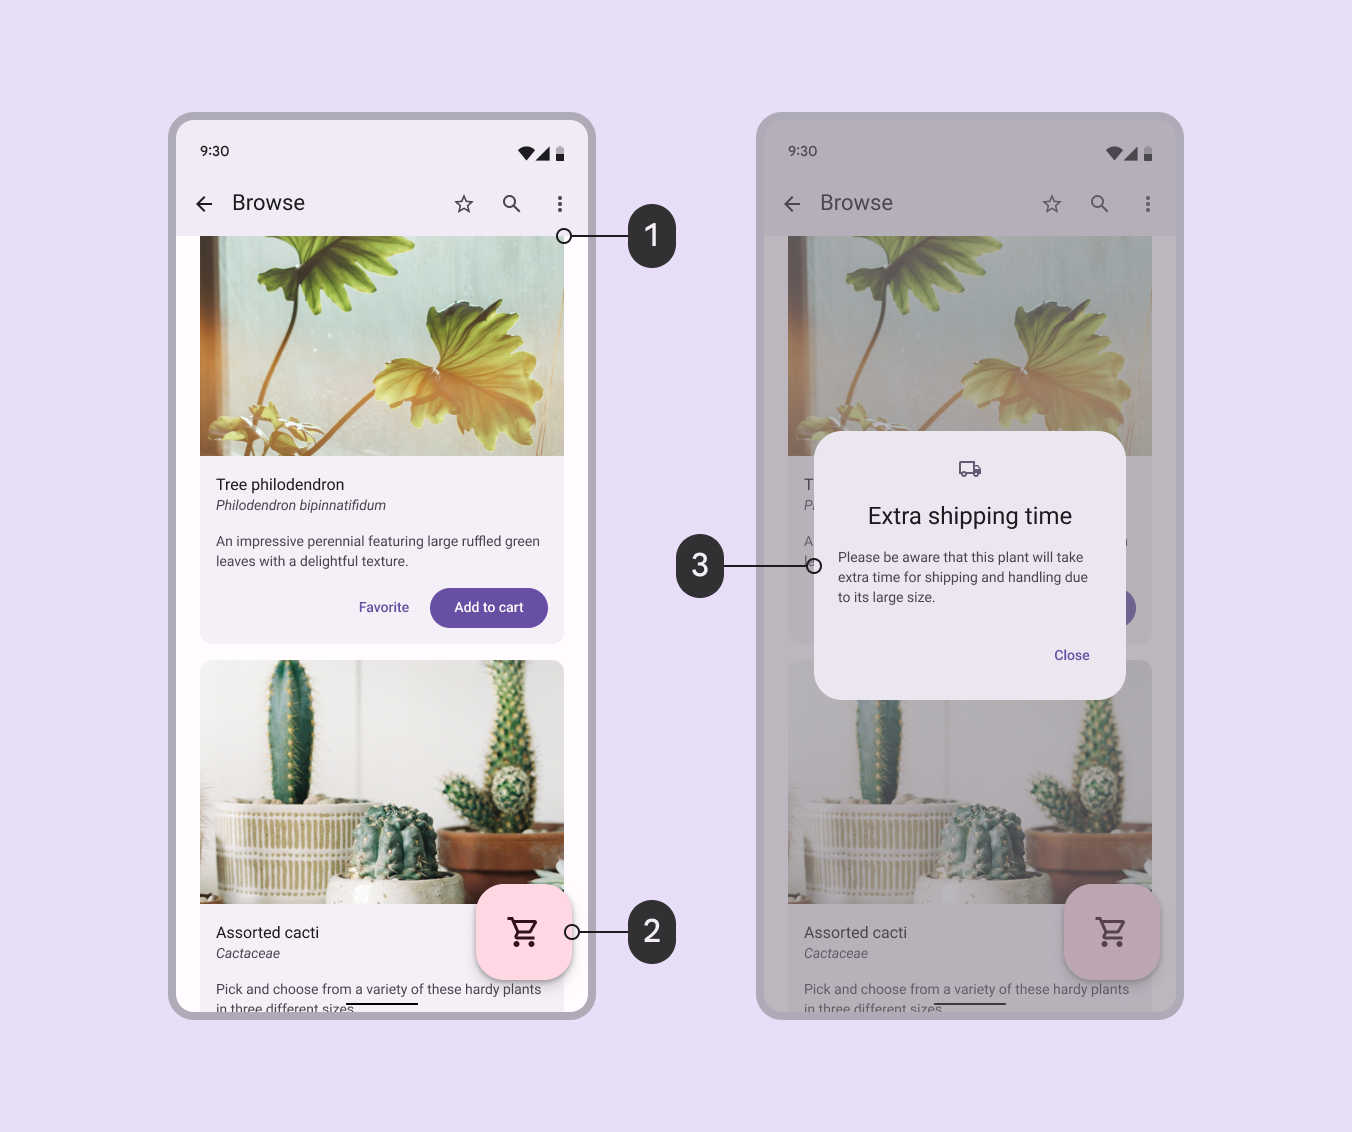 9:30
Browse
1
Tree philodendron
Philodendron bipinnatifidum
An impressive perennial featuring large ruffled green
leaves with a delightful texture.
Favorite
Add to cart
Assorted cacti
Cactaceae
2
Pick and choose from a variety of these hardy plants
in three different sizes
9:30
Browse
T
P
A
le
Extra shipping time
3
Please be aware that this plant will take
extra time for shipping and handling due
to its large size.
Close
Assorted cacti
Cactaceae
Pick and choose from a variety of these hardy plants
in three different sizes